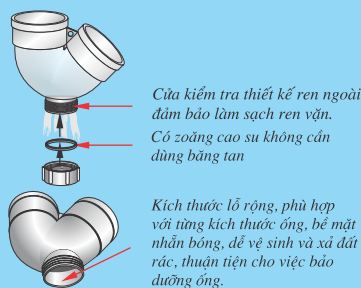 Cửa kiểm tra thiết kế ren ngoài
đảm bảo làm sạch ren vặn.
Có zoăng cao su không cần
dùng băng tan
Kích thước lỗ rộng, phù hợp
với từng kích thước ống, bề mặt
nhẵn bóng, dễ vệ sinh và xả đất
rác, thuận tiện cho việc bảo
dưỡng ống.